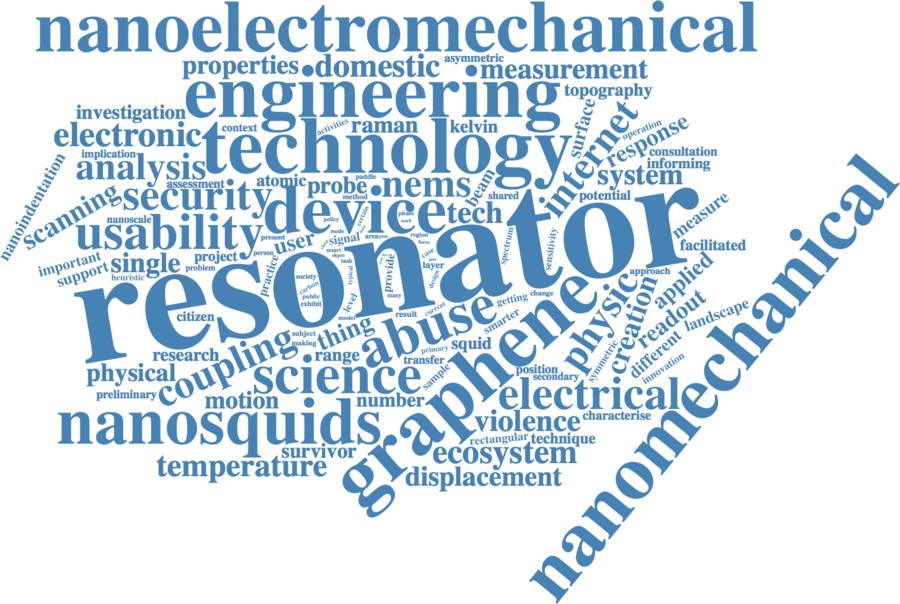 nanoelectromechanical
asymmetric
properties
domestic
measurement
engineering
topography
investigation
context
activities
raman
kelvin
surface
internet
operation
electronic
technology
response
consultation
implication
analysis
paddle
informing
assessment
atomic
probe
method
nems
beam
shared
system
potential
nanoindentation
scanning
security
device
tech
measure
nanoscale
policy
certain
phase
work
usability
present
user
made
signal
area
region
force
spectrum
sensitivity
facilitated
important
support
single
project
person
practice
smart
task
case
heuristic
problem
resonator
society
typical
provide
layer
design
approach
carbon
public
exhibit
level
many
applied
citizen
model
result
current
abuse
getting
change
graphene
physic
creation
readout
landscape
subject
making
thing
smarter
research
coupling
range
primary
squid
transfer
symmetric
different
innovation
physical
science
sample
position
secondary
preliminary
motion
number
electrical
nanomechanical
nanosquids
violence
characterise
rectangular
technique
survivor
ecosystem
temperature
displacement